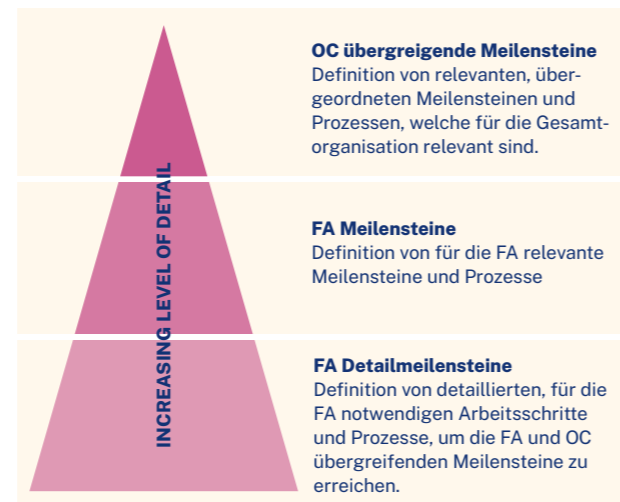 OC übergreigende Meilensteine
Definition von relevanten, über-
geordneten Meilensteinen und
Prozessen, welche für die Gesamt-
organisation relevant sind.
INCREASING LEVEL OF DETAIL
FA Meilensteine
Definition von für die FA relevante
Meilensteine und Prozesse
FA Detailmeilensteine
Definition von detaillierten, für die
FA notwendigen Arbeitsschritte
und Prozesse, um die FA und OC
übergreifenden Meilensteine zu
erreichen.